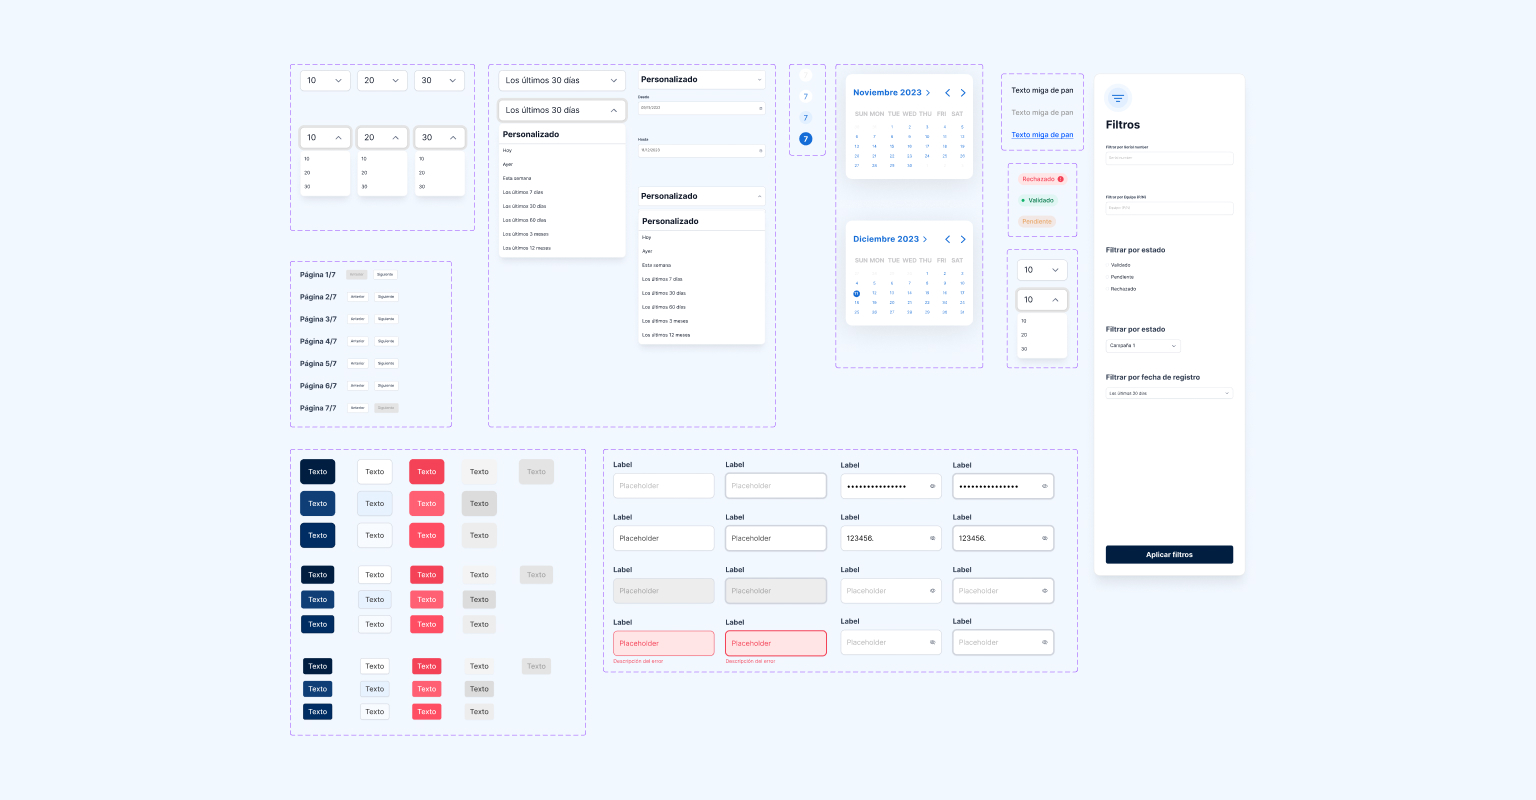 10
20
30
10
20
30
10
20
30
10
20
30
10
20
30
Página 1/7
Anterior
Siguiente
Página 2/7
Anterior
Siguiente
Página 3/7
Anterior
Siguiente
Página 4/7
Anterior
Siguiente
Página 5/7
Anterior
Siguiente
Página 6/7
Anterior
Siguiente
Página 7/7
Anterior
Siguiente
Los últimos 30 días
Los últimos 30 días
Personalizado
Hoy
Ayer
Esta semana
Los últimos 7 días
Los últimos 30 días
Los últimos 60 días
Los últimos 3 meses
Los últimos 12 meses
Personalizado
Desde
Hasta
Personalizado
Personalizado
Hoy
Ayer
Esta semana
Los últimos 7 días
Los últimos 30 días
Los últimos 60 días
Los últimos 3 meses
Los últimos 12 meses
7
7
7
Noviembre 2023
SUN MON TUE WED THU FRI SAT
1 2 3 4 5
6 7 8 9 10 11 12
13 14 15 16 17 18 19
20 21 22 23 24 25 26
27 28 29 30
Diciembre 2023
SUN MON TUE WED THU FRI SAT
1 2 3
4 5 6 7 8 9 10
11 12 13 14 15 16 17
18 19 20 21 22 23 24
25 26 27 28 29 30 31
Texto miga de pan
Texto miga de pan
Texto miga de pan
Rechazado
Validado
Pendiente
10
10
10
20
30
Filtros
Filtrar por Serial Number
Filtrar por Equipo (P/N)
Filtrar por estado
Validado
Pendiente
Rechazado
Filtrar por estado
Campaña 1
Filtrar por fecha de registro
Los últimos 30 días
Aplicar filtros
Texto Texto Texto Texto Texto
Texto Texto Texto Texto
Texto Texto Texto Texto
Texto Texto Texto Texto Texto
Texto Texto Texto Texto
Texto Texto Texto Texto
Texto Texto Texto Texto Texto
Texto Texto Texto Texto
Texto Texto Texto Texto
Label Label Label Label
Placeholder Placeholder ••••••••••••••• •••••••••••••••
Label Label Label Label
Placeholder Placeholder 123456. 123456.
Label Label Label Label
Placeholder Placeholder Placeholder Placeholder
Label Label Label Label
Placeholder Placeholder Placeholder Placeholder
Descripción del error Descripción del error